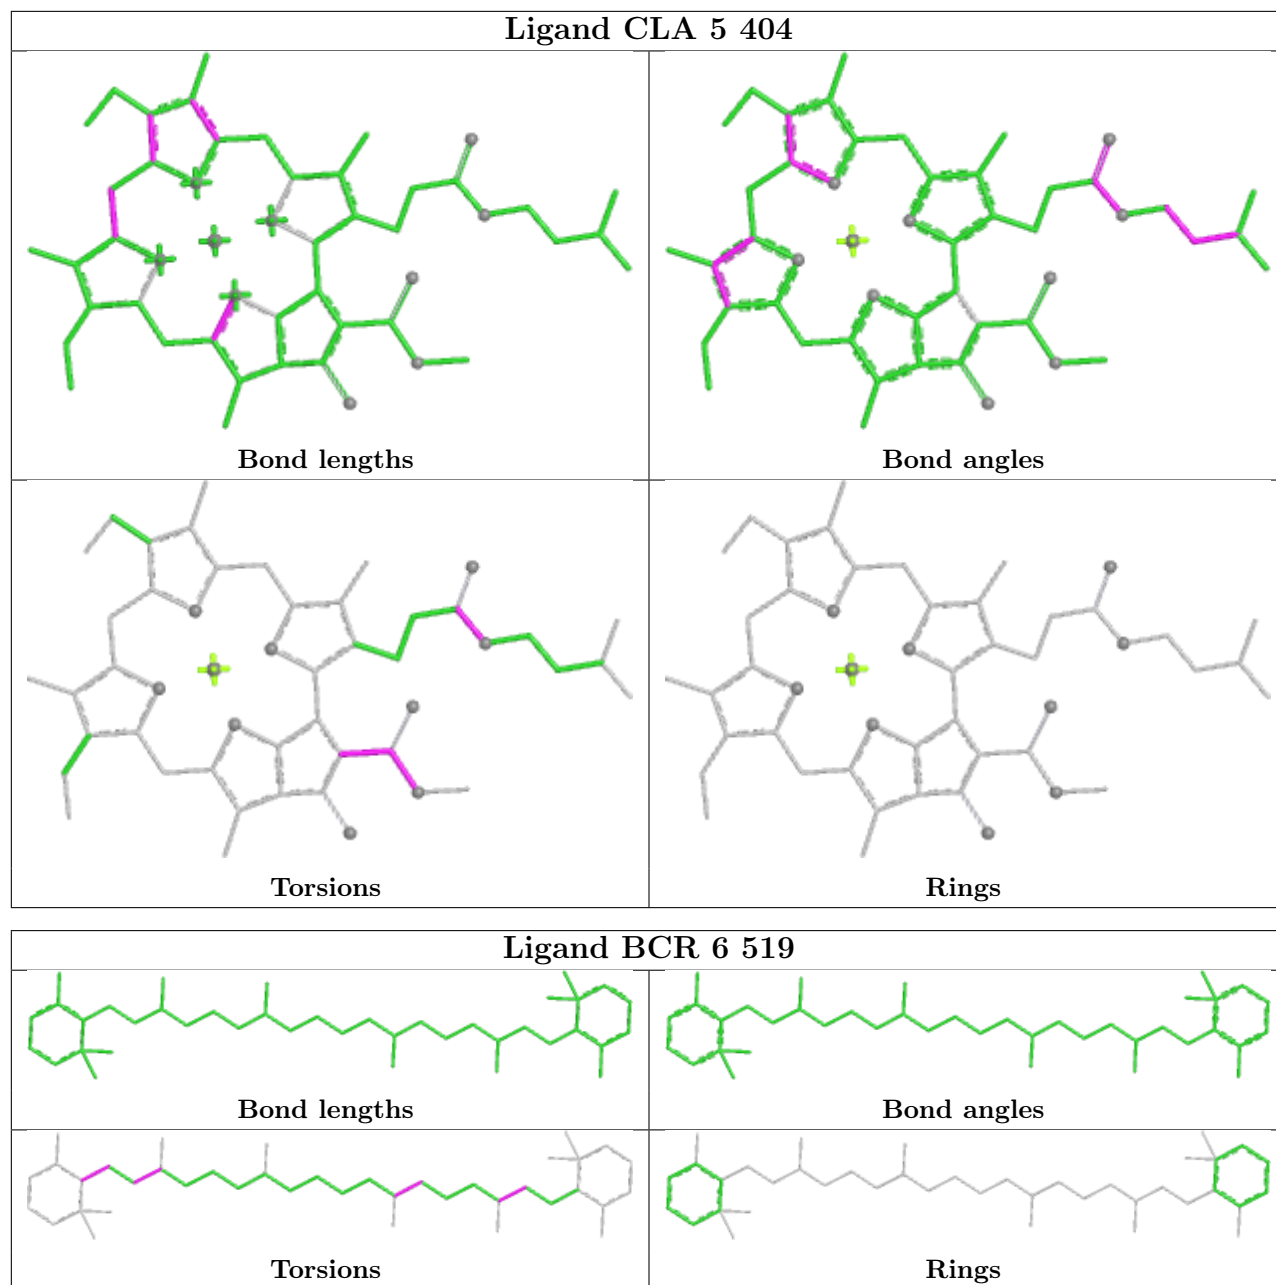 Ligand CLA 5 404
Bond lengths
Bond angles
Torsions
Rings
Ligand BCR 6 519
Bond lengths
Bond angles
Torsions
Rings